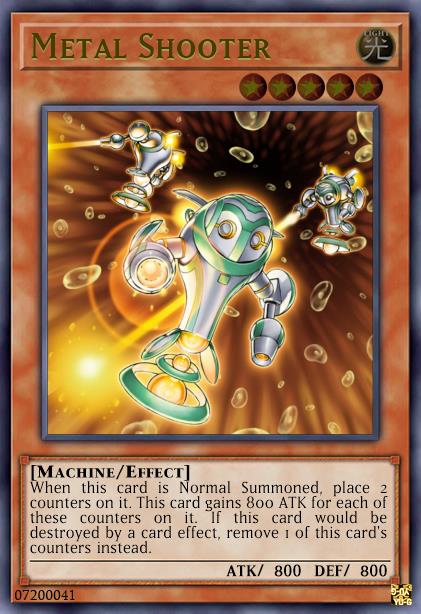 METAL SHOOTER
LIGHT
光
[MACHINE/EFFECT]
When this card is Normal Summoned, place 2
counters on it. This card gains 800 ATK for each of
these counters on it. If this card would be
destroyed by a card effect, remove 1 of this card's
counters instead.
ATK/ 800 DEF/ 800
07200041